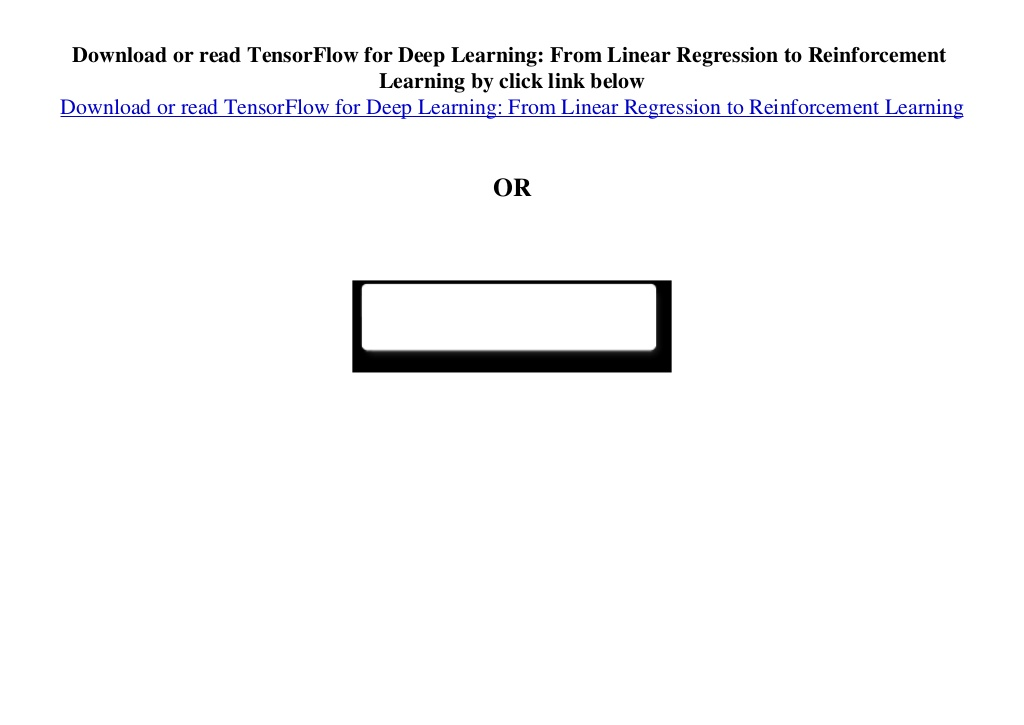 Download or read TensorFlow for Deep Learning: From Linear Regression to Reinforcement
Learning by click link below
Download or read TensorFlow for Deep Learning: From Linear Regression to Reinforcement Learning
OR